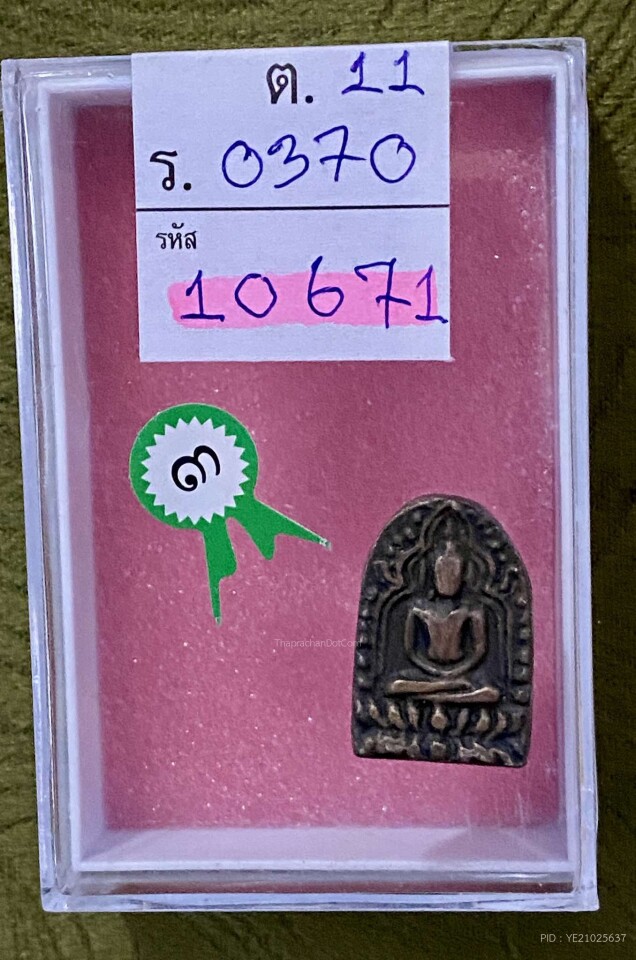 ต. 11
ร. 0370
รหัส
10671
๓
ThaprachanDotCom
PID : YE21025637